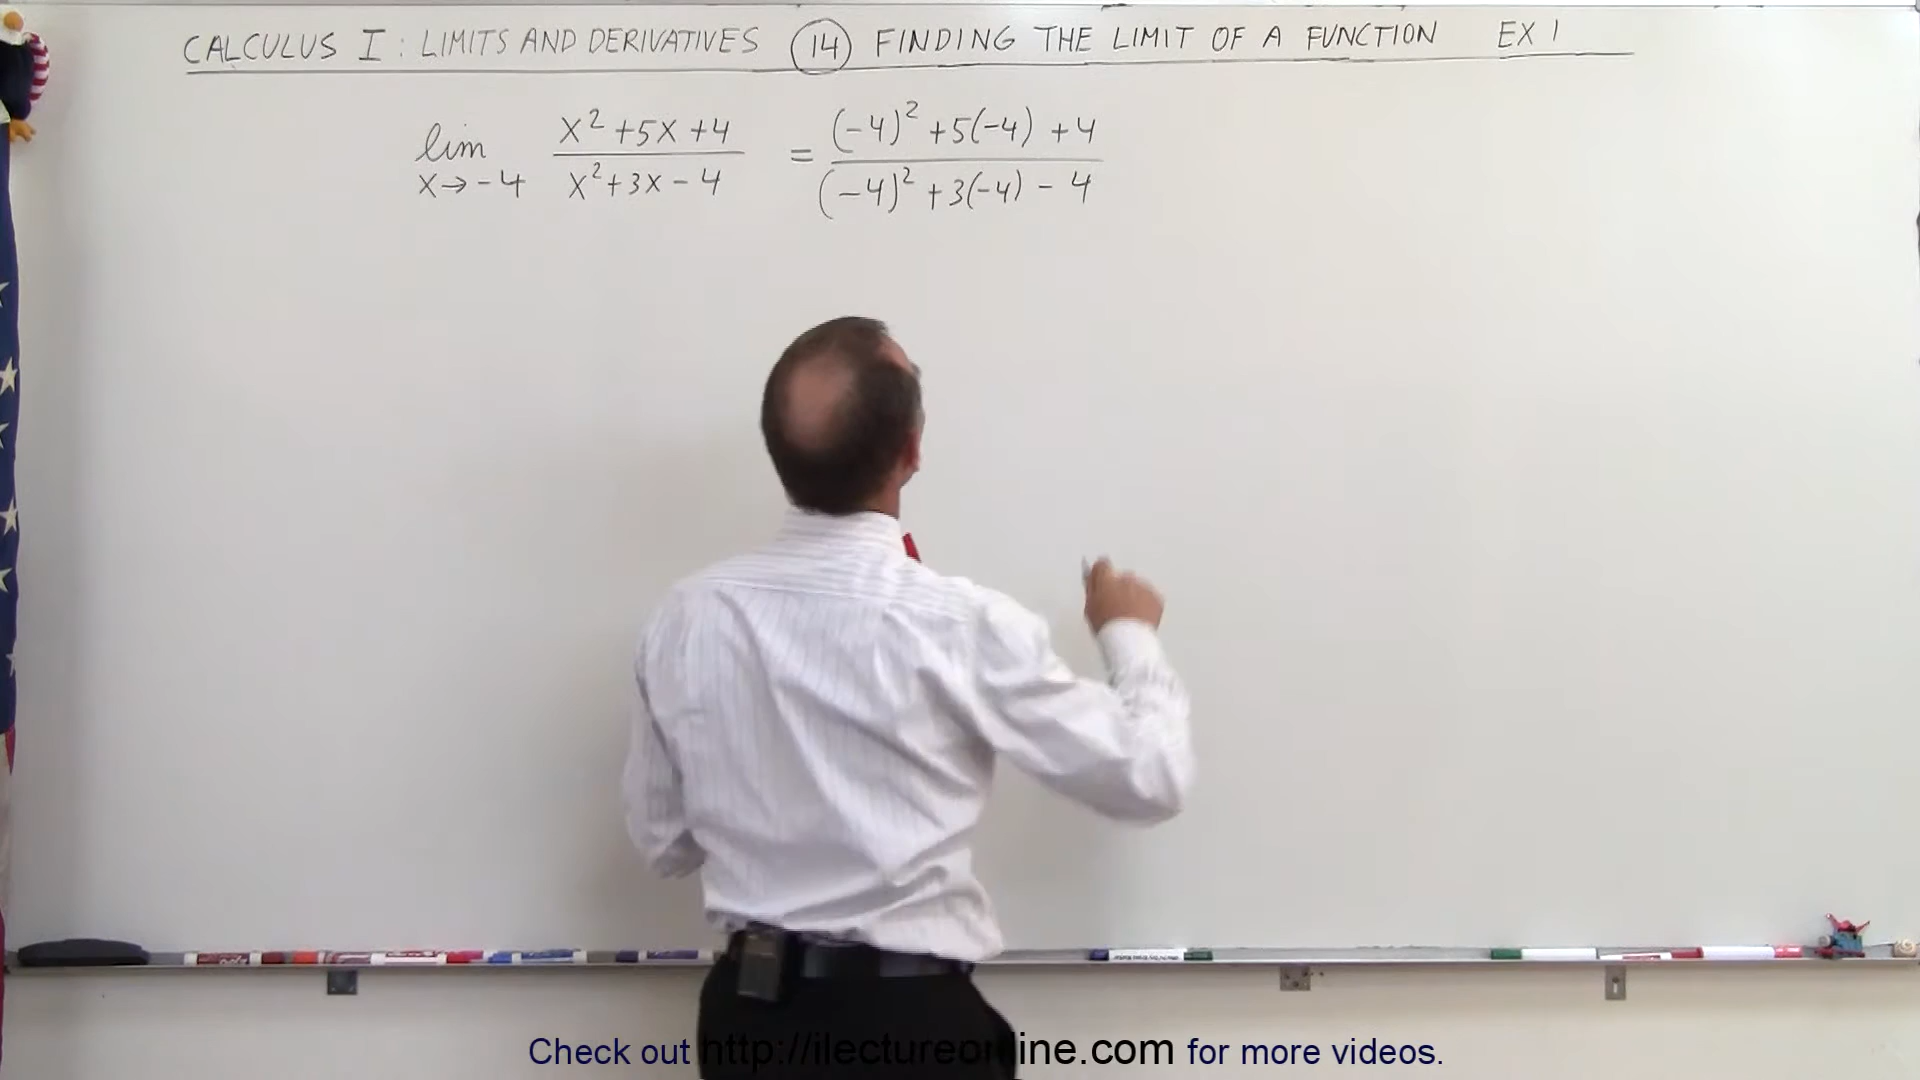 CALCULUS I: LIMITS AND DERIVATIVES (14) FINDING THE LIMIT OF A FUNCTION EX 1
lim x→-4 (x² +5x +4)/(x² +3x -4) = ((-4)² +5(-4) +4)/((-4)² +3(-4) -4)
Check out http://ilectureonline.com for more videos.